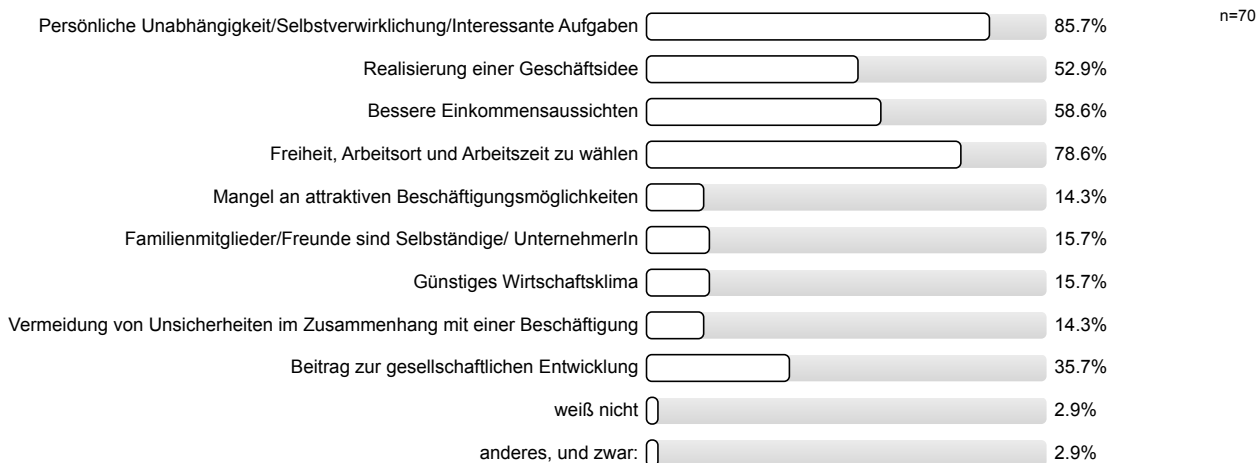 n=70
Persönliche Unabhängigkeit/Selbstverwirklichung/Interessante Aufgaben 85.7%
Realisierung einer Geschäftsidee 52.9%
Bessere Einkommensaussichten 58.6%
Freiheit, Arbeitsort und Arbeitszeit zu wählen 78.6%
Mangel an attraktiven Beschäftigungsmöglichkeiten 14.3%
Familienmitglieder/Freunde sind Selbständige/ UnternehmerIn 15.7%
Günstiges Wirtschaftsklima 15.7%
Vermeidung von Unsicherheiten im Zusammenhang mit einer Beschäftigung 14.3%
Beitrag zur gesellschaftlichen Entwicklung 35.7%
weiß nicht 2.9%
anderes, und zwar: 2.9%